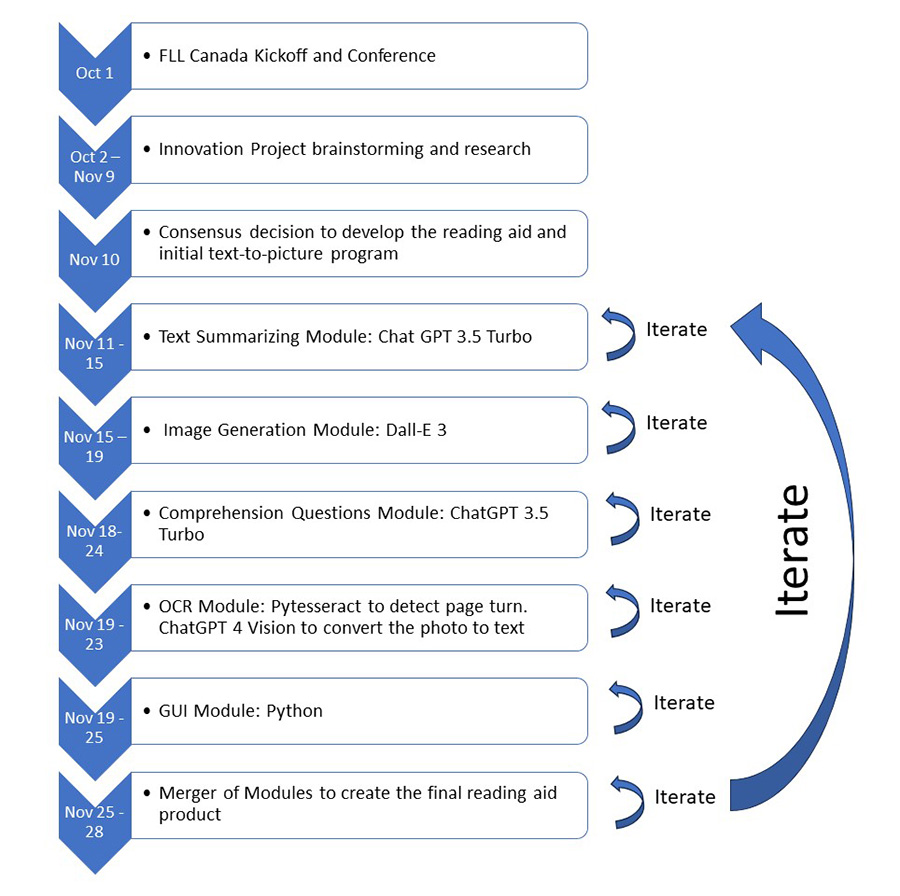 Oct 1
• FLL Canada Kickoff and Conference
Oct 2 –
Nov 9
• Innovation Project brainstorming and research
Nov 10
• Consensus decision to develop the reading aid and
initial text-to-picture program
Nov 11 -
15
• Text Summarizing Module: Chat GPT 3.5 Turbo
Iterate
Nov 15 –
19
• Image Generation Module: Dall-E 3
Iterate
Nov 18-
24
• Comprehension Questions Module: ChatGPT 3.5
Turbo
Iterate
Nov 19 -
23
• OCR Module: Pytesseract to detect page turn.
ChatGPT 4 Vision to convert the photo to text
Iterate
Nov 19 -
25
• GUI Module: Python
Iterate
Nov 25 -
28
• Merger of Modules to create the final reading aid
product
Iterate
Iterate